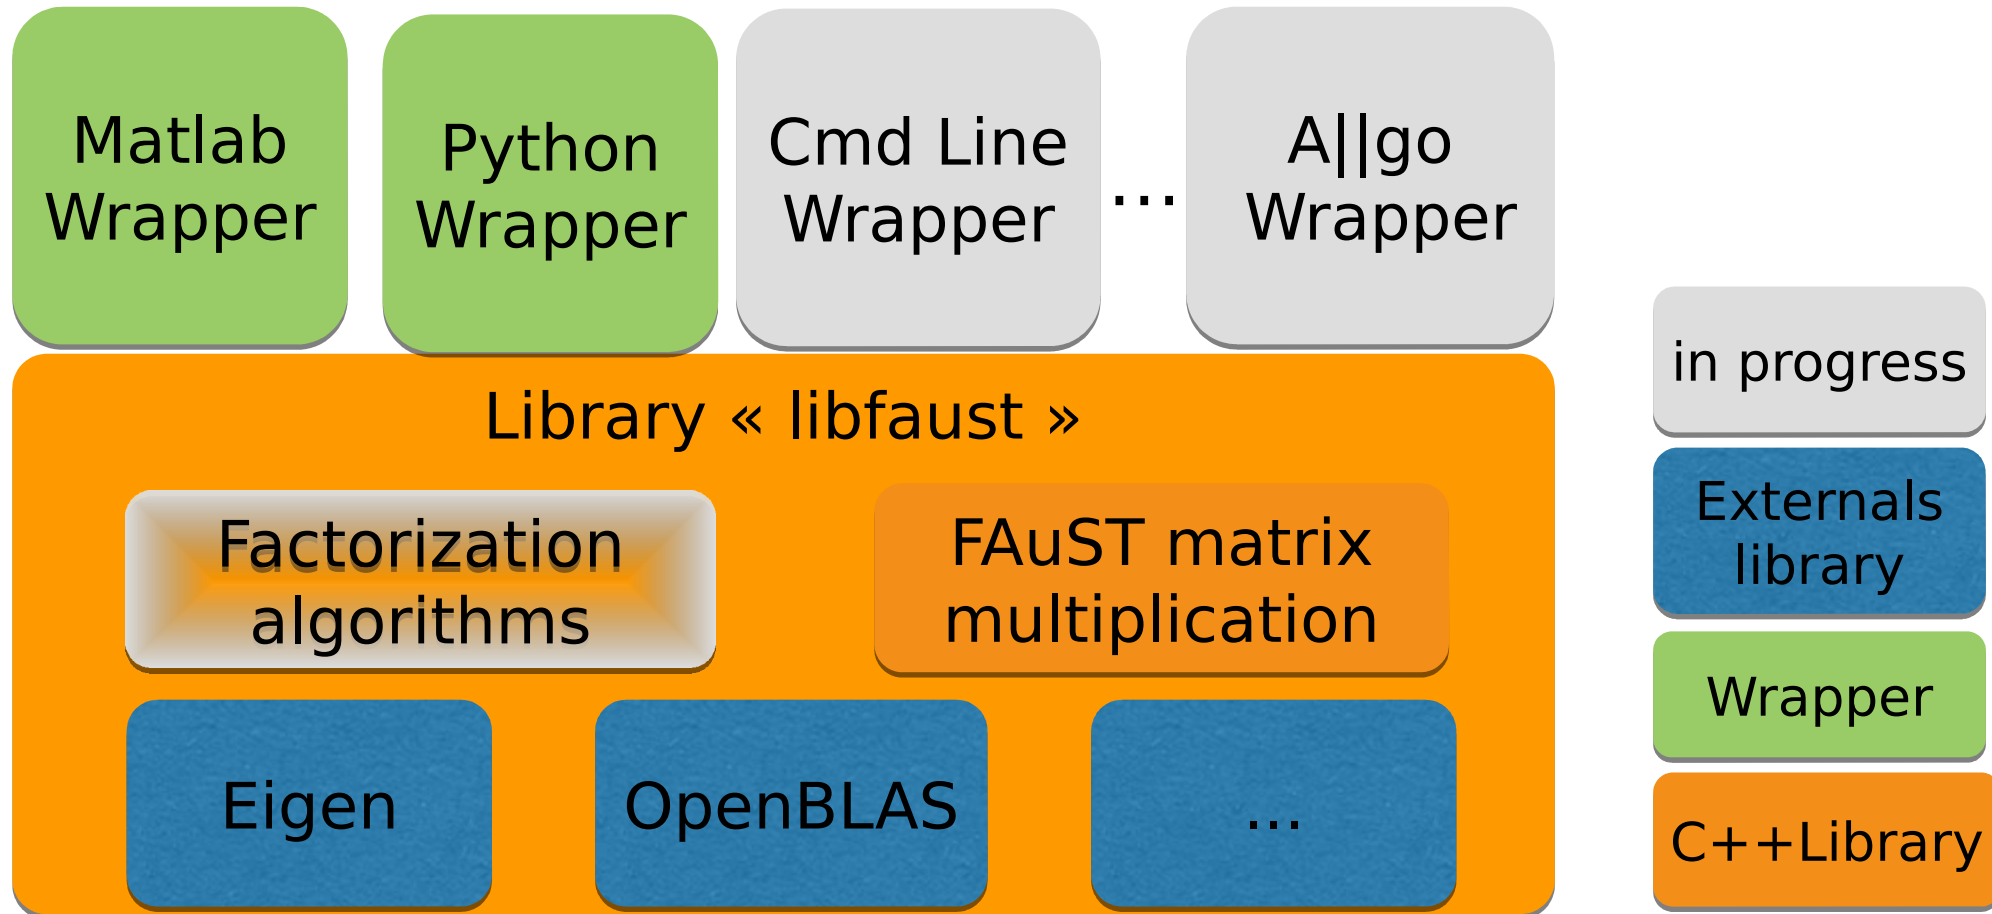 Matlab
Wrapper
Python
Wrapper
Cmd Line
Wrapper
...
A||go
Wrapper
Library « libfaust »
Factorization
algorithms
FAuST matrix
multiplication
Eigen
OpenBLAS
...
in progress
Externals
library
Wrapper
C++Library